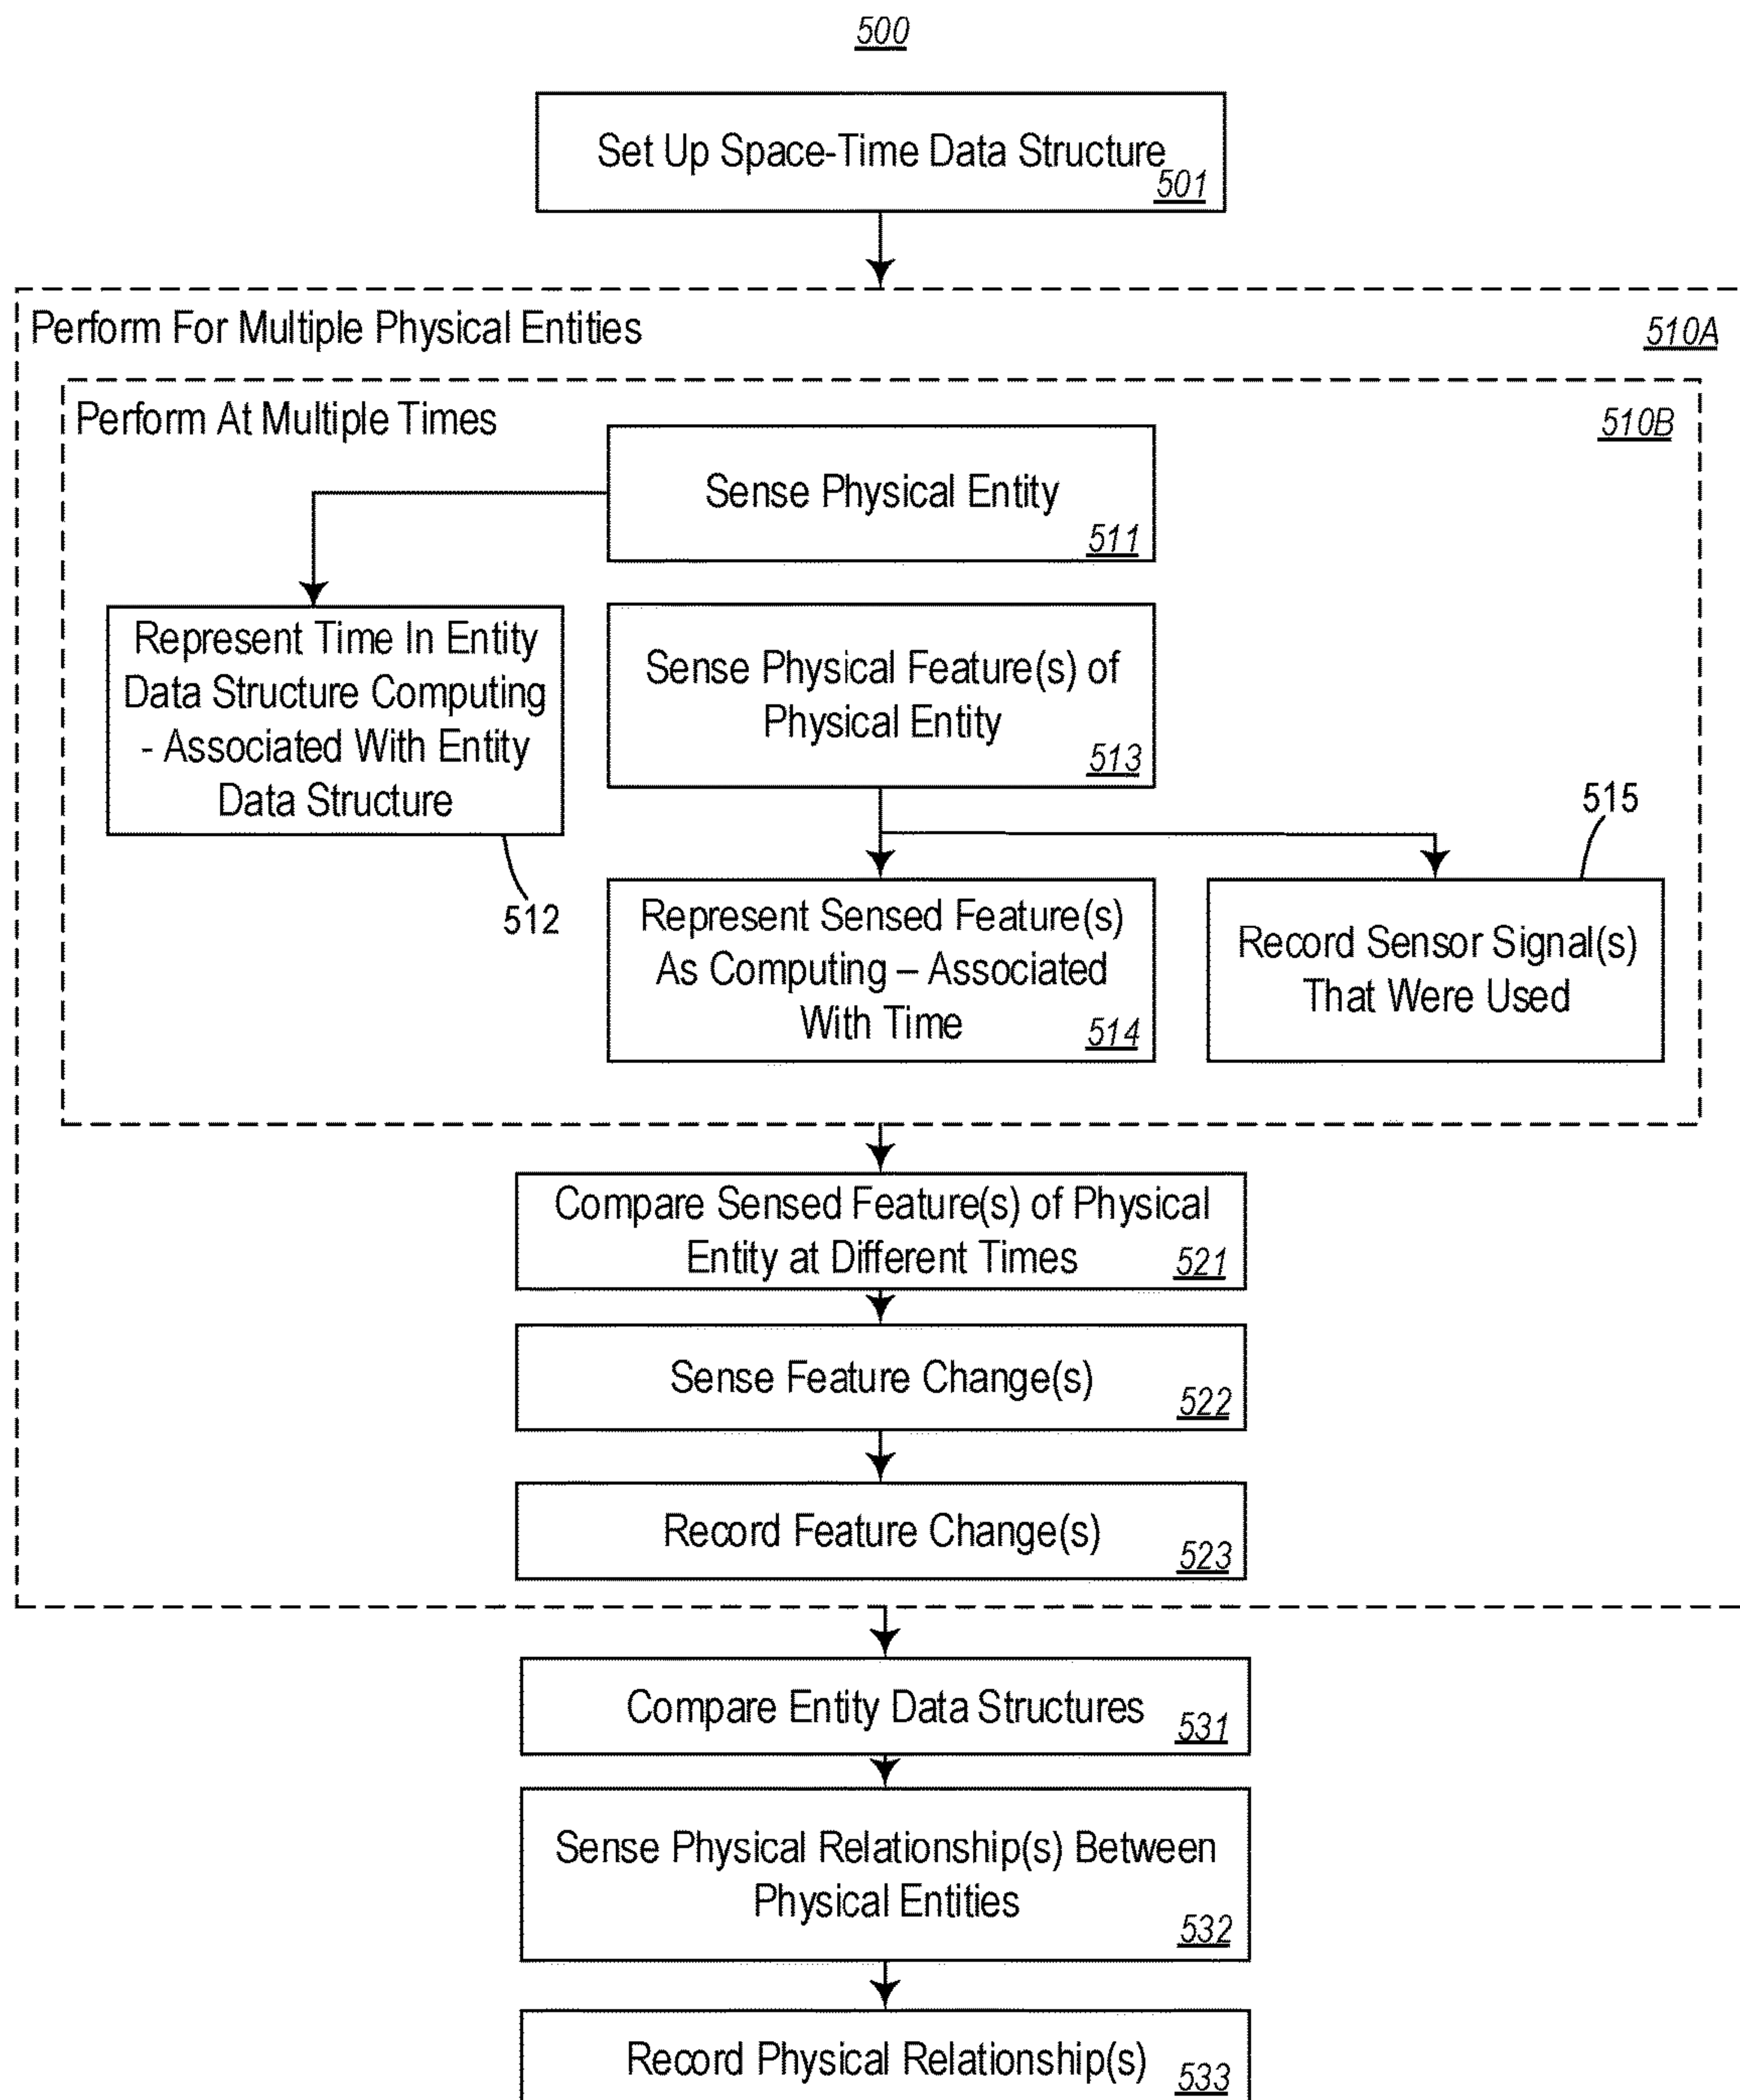 500
Set Up Space-Time Data Structure
501
Perform For Multiple Physical Entities
510A
Perform At Multiple Times
510B
Sense Physical Entity
511
Represent Time In Entity
Data Structure Computing
- Associated With Entity
Data Structure
512
Sense Physical Feature(s) of
Physical Entity
513
515
Represent Sensed Feature(s)
As Computing – Associated
With Time
514
Record Sensor Signal(s)
That Were Used
Compare Sensed Feature(s) of Physical
Entity at Different Times
521
Sense Feature Change(s)
522
Record Feature Change(s)
523
Compare Entity Data Structures
531
Sense Physical Relationship(s) Between
Physical Entities
532
Record Physical Relationship(s)
533